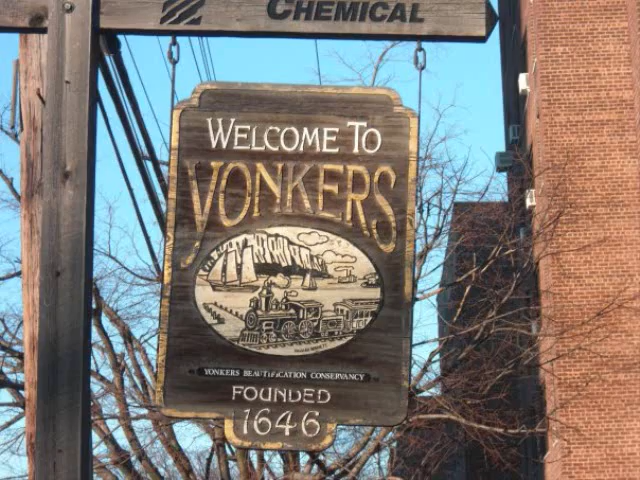 CHEMICAL
WELCOME TO
YONKERS
YONKERS BEAUTIFICATION CONSERVANCY
FOUNDED
1646